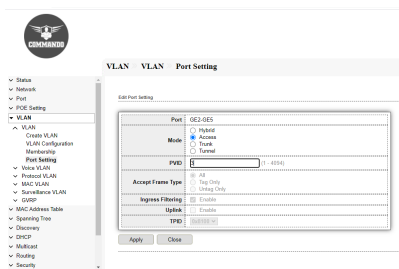 COMMANDO
VLAN VLAN Port Setting
Status
Network
Port
POE Setting
VLAN
VLAN
Create VLAN
VLAN Configuration
Membership
Port Setting
Voice VLAN
Protocol VLAN
MAC VLAN
Surveillance VLAN
GVRP
MAC Address Table
Spanning Tree
Discovery
DHCP
Multicast
Routing
Security
Edit Port Setting
Port GE2-GE5
Mode
Hybrid
Access
Trunk
Tunnel
PVID 3 (1 - 4094)
Accept Frame Type
All
Tag Only
Untag Only
Ingress Filtering Enable
Uplink Enable
TPID 0x8100
Apply Close